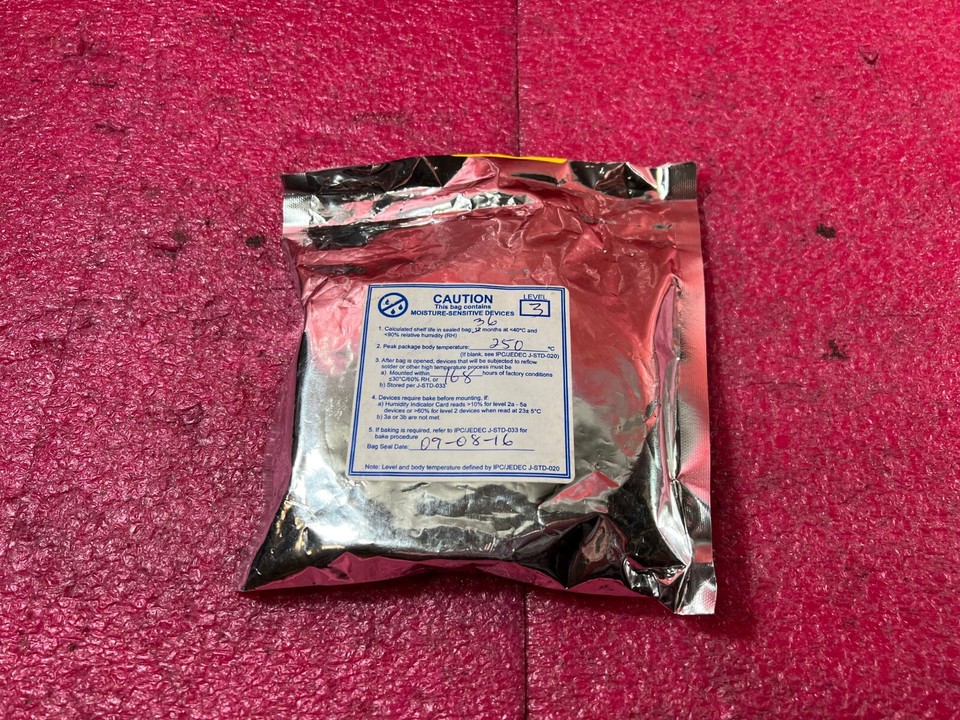 CAUTION
This bag contains
MOISTURE-SENSITIVE DEVICES
LEVEL
3
36
1. Calculated shelf life in sealed bag 12 months at <40°C and
<90% relative humidity (RH)
2. Peak package body temperature: 250 °C
(If blank, see IPC/JEDEC J-STD-020)
3. After bag is opened, devices that will be subjected to reflow
solder or other high temperature process must be
a) Mounted within 168 hours of factory conditions
≤30°C/60% RH, or
b) Stored per J-STD-033
4. Devices require bake before mounting, if:
a) Humidity Indicator Card reads >10% for level 2a - 5a
devices or >60% for level 2 devices when read at 23± 5°C
b) 3a or 3b are not met.
5. If baking is required, refer to IPC/JEDEC J-STD-033 for
bake procedure
Bag Seal Date: 09-08-16
Note: Level and body temperature defined by IPC/JEDEC J-STD-020